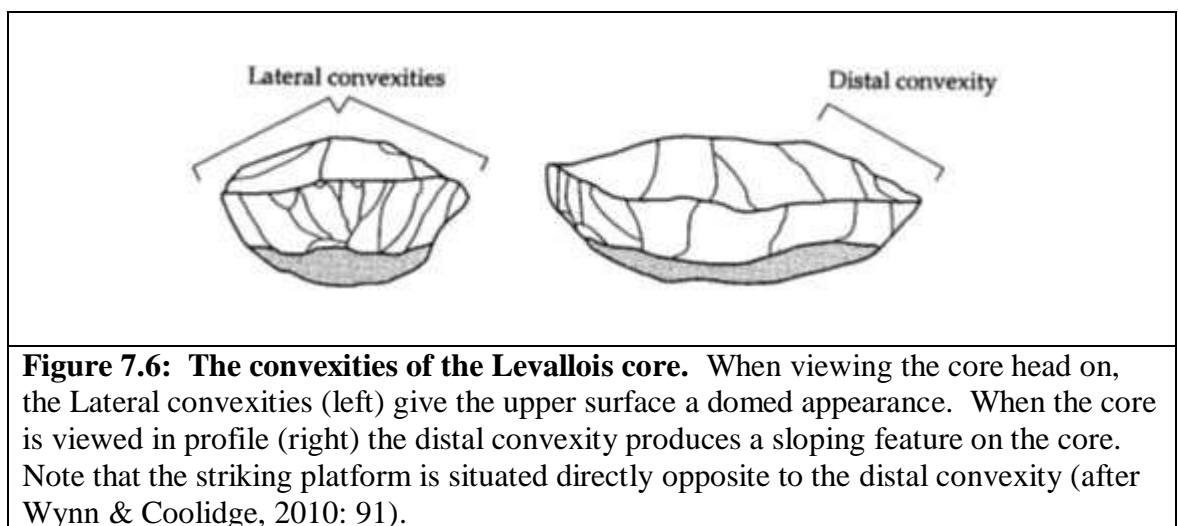 Lateral convexities
Distal convexity
Figure 7.6: The convexities of the Levallois core. When viewing the core head on,
the Lateral convexities (left) give the upper surface a domed appearance. When the core
is viewed in profile (right) the distal convexity produces a sloping feature on the core.
Note that the striking platform is situated directly opposite to the distal convexity (after
Wynn & Coolidge, 2010: 91).